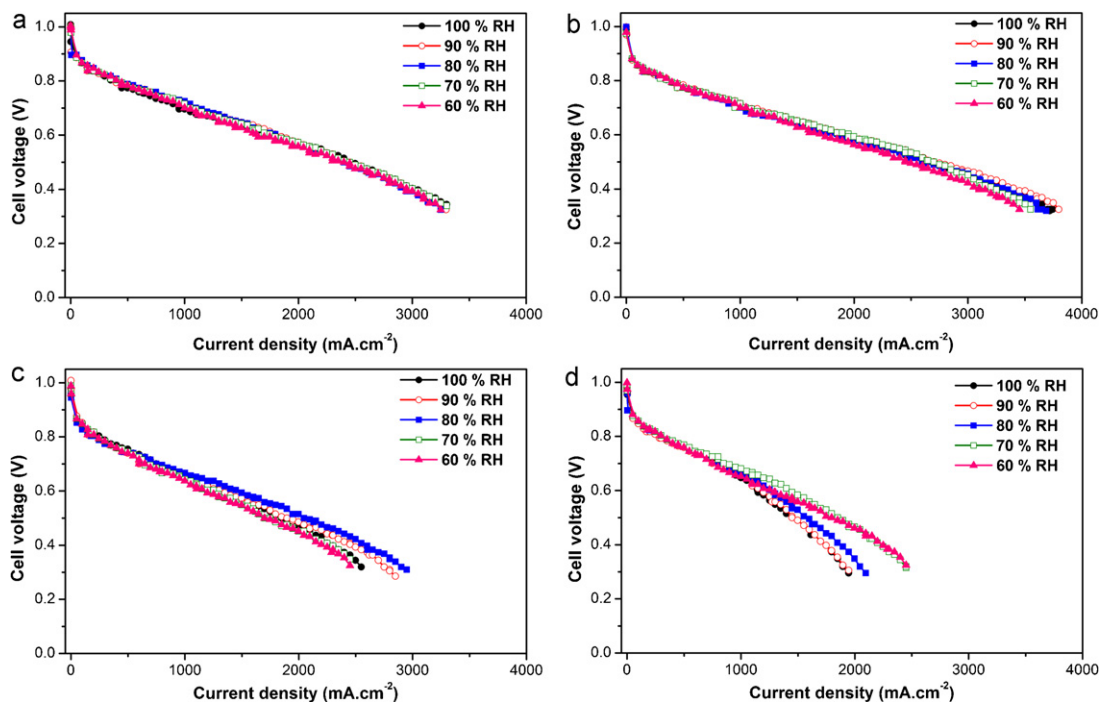 a
100 % RH
90 % RH
80 % RH
70 % RH
60 % RH
Cell voltage (V)
1.0
0.8
0.6
0.4
0.2
0.0
0
1000
2000
3000
4000
Current density (mA.cm⁻²)
b
100 % RH
90 % RH
80 % RH
70 % RH
60 % RH
Cell voltage (V)
1.0
0.8
0.6
0.4
0.2
0.0
0
1000
2000
3000
4000
Current density (mA.cm⁻²)
c
100 % RH
90 % RH
80 % RH
70 % RH
60 % RH
Cell voltage (V)
1.0
0.8
0.6
0.4
0.2
0.0
0
1000
2000
3000
4000
Current density (mA.cm⁻²)
d
100 % RH
90 % RH
80 % RH
70 % RH
60 % RH
Cell voltage (V)
1.0
0.8
0.6
0.4
0.2
0.0
0
1000
2000
3000
4000
Current density (mA.cm⁻²)